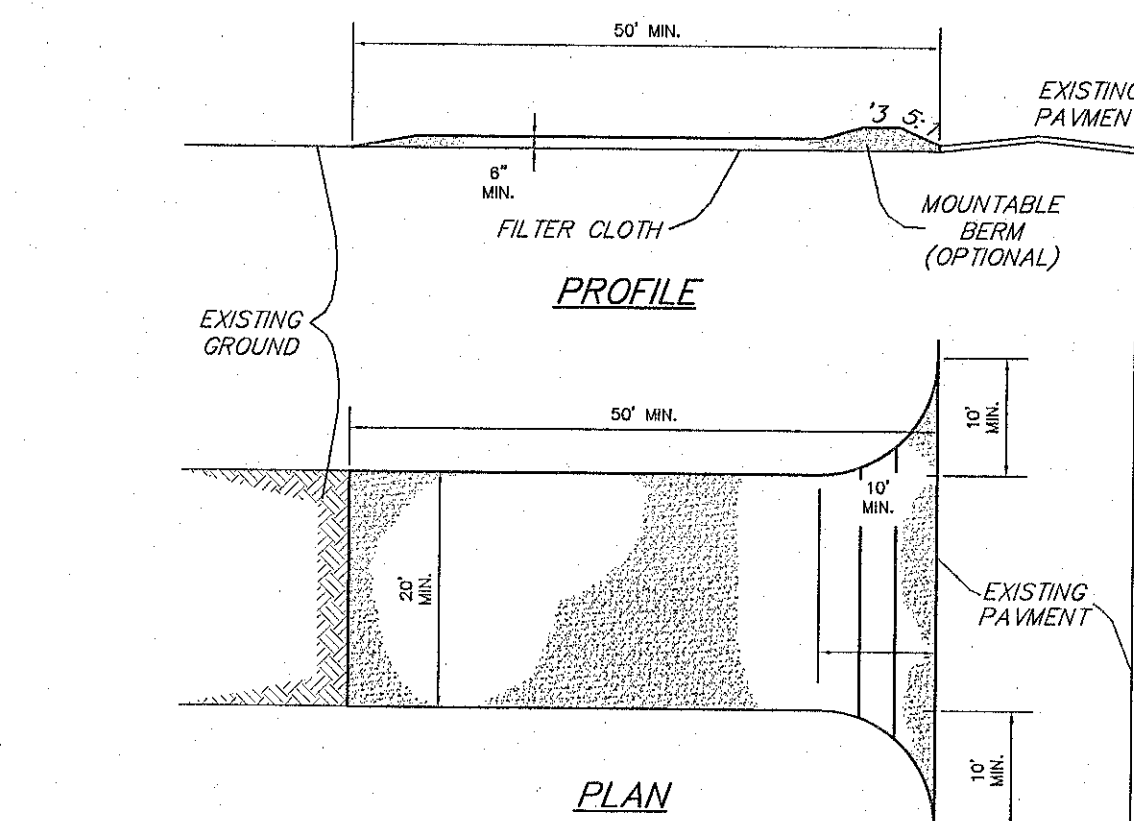 50' MIN.
EXISTING
PAVMEN
'3 5:1
6"
MIN.
FILTER CLOTH
MOUNTABLE
BERM
(OPTIONAL)
PROFILE
EXISTING
GROUND
50' MIN.
10'
MIN.
10'
MIN.
20'
MIN.
EXISTING
PAVMENT
10'
MIN.
PLAN